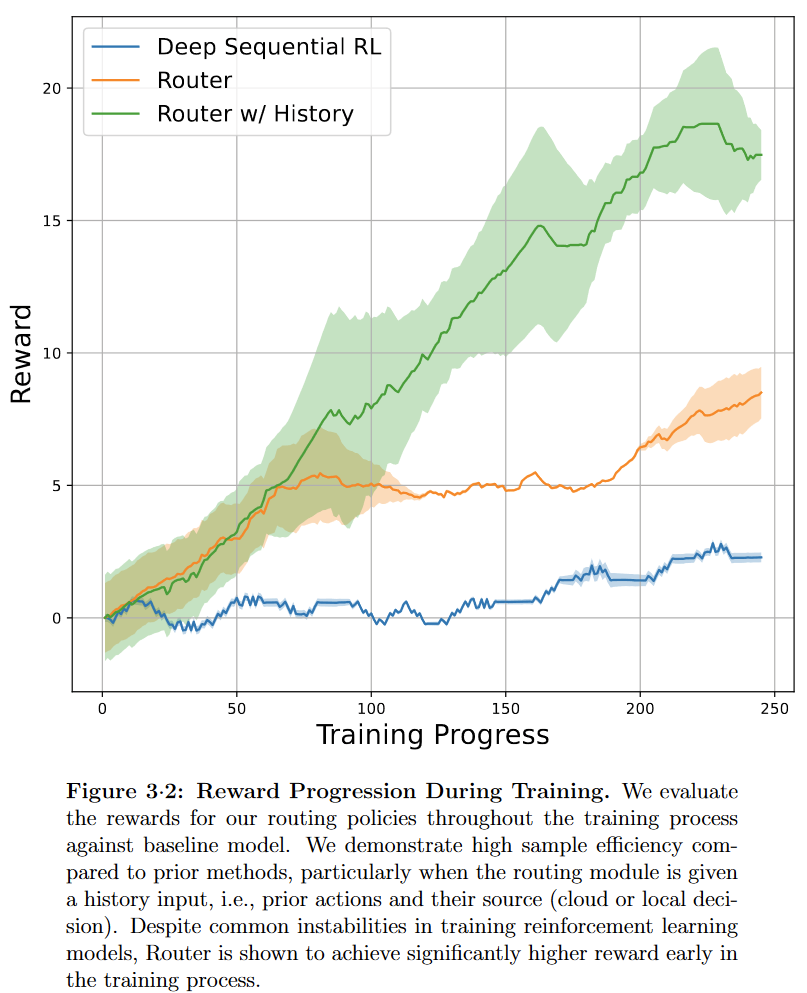 Deep Sequential RL
Router
Router w/ History
20
15
10
5
0
Reward
0 50 100 150 200 250
Training Progress
Figure 3·2: Reward Progression During Training. We evaluate
the rewards for our routing policies throughout the training process
against baseline model. We demonstrate high sample efficiency com-
pared to prior methods, particularly when the routing module is given
a history input, i.e., prior actions and their source (cloud or local deci-
sion). Despite common instabilities in training reinforcement learning
models, Router is shown to achieve significantly higher reward early in
the training process.